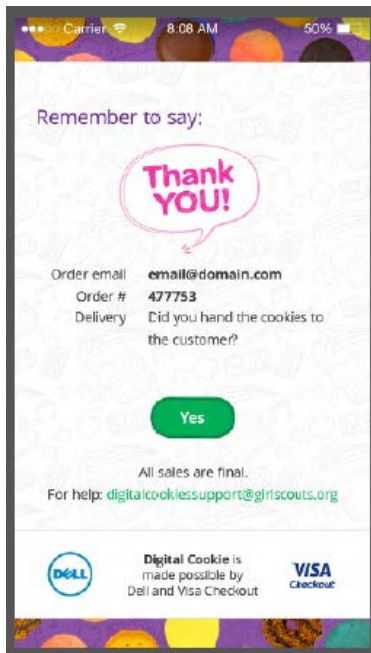 Carrier 8:08 AM 50%
Remember to say:
Thank
YOU!
Order email email@domain.com
Order # 477753
Delivery Did you hand the cookies to
the customer?
Yes
All sales are final.
For help: digitalcookiessupport@girlscouts.org
DELL
Digital Cookie is
made possible by
Dell and Visa Checkout
VISA
Checkout